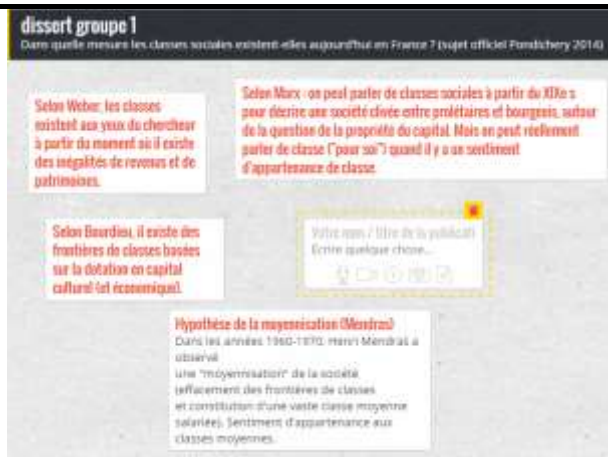 dissert groupe 1
Dans quelle mesure les classes sociales existent-elles aujourd'hui en France ? (sujet officiel Pondichery 2014)
Selon Weber, les classes
existent aux yeux du chercheur
à partir du moment où il existe
des inégalités de revenus et de
patrimoines.
Selon Marx : on peut parler de classes sociales à partir du XIXe s
pour décrire une société clivée entre prolétaires et bourgeois, autour
de la question de la propriété du capital. Mais on peut réellement
parler de classe ("pour soi") quand il y a un sentiment
d'appartenance de classe
Selon Bourdieu, il existe des
frontières de classes basées
sur la dotation en capital
culturel (et économique).
Votre nom / titre de la publicati
Ecrire quelque chose...
Hypothèse de la moyennisation (Mendras)
Dans les années 1960-1970, Henri Mendras a
observé
une "moyennisation" de la société
(effacement des frontières de classes
et constitution d'une vaste classe moyenne
salariée). Sentiment d'appartenance aux
classes moyennes.